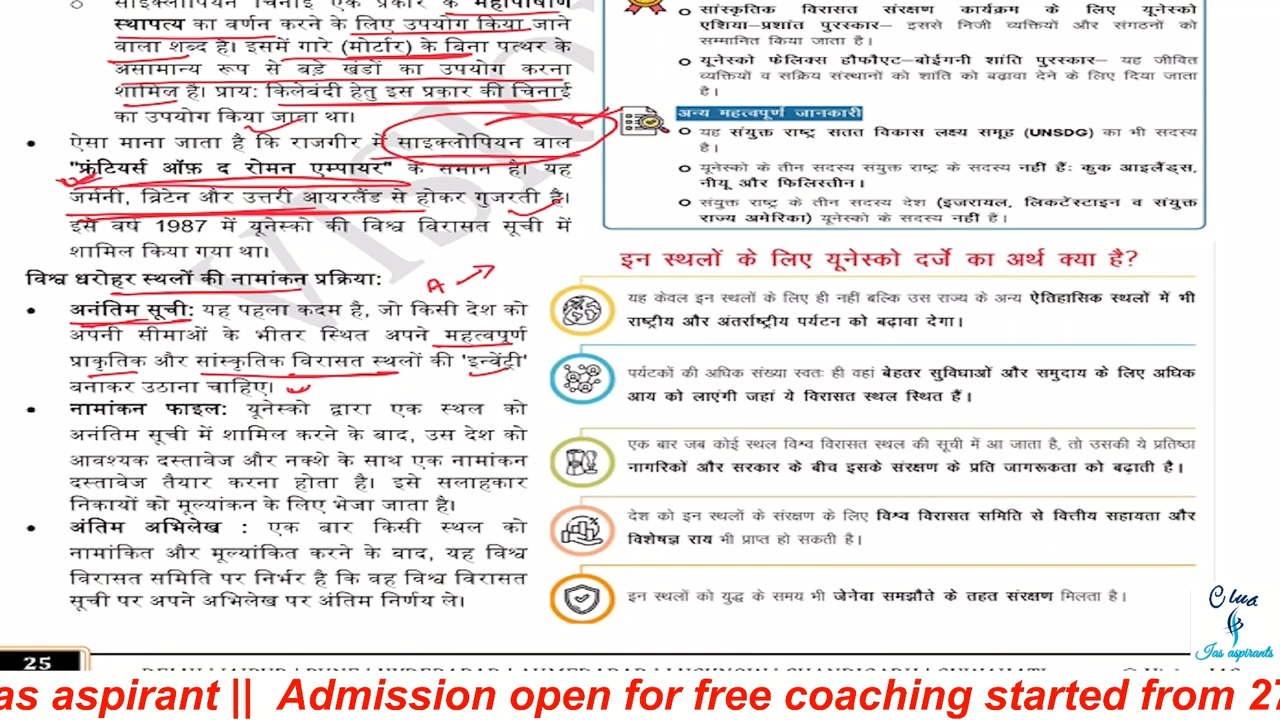 साइक्लोपियन चिनाई एक प्रकार के महापाषाण
स्थापत्य का वर्णन करने के लिए उपयोग किया जाने
वाला शब्द है। इसमें गारे (मोर्टार) के बिना पत्थर के
असामान्य रूप से बड़े खंडों का उपयोग करना
शामिल है। प्राय: किलेबंदी हेतु इस प्रकार की चिनाई
का उपयोग किया जाता था।
• ऐसा माना जाता है कि राजगीर में साइक्लोपियन वाल
"फ्रंटियर्स ऑफ़ द रोमन एम्पायर" के समान है। यह
जर्मनी, ब्रिटेन और उत्तरी आयरलैंड से होकर गुजरती है।
इसे वर्ष 1987 में यूनेस्को की विश्व विरासत सूची में
शामिल किया गया था।
विश्व धरोहर स्थलों की नामांकन प्रक्रिया:
A
• अनंतिम सूची: यह पहला कदम है, जो किसी देश को
अपनी सीमाओं के भीतर स्थित अपने महत्वपूर्ण
प्राकृतिक और सांस्कृतिक विरासत स्थलों की 'इन्वेंट्री'
बनाकर उठाना चाहिए।
• नामांकन फाइल: यूनेस्को द्वारा एक स्थल को
अनंतिम सूची में शामिल करने के बाद, उस देश को
आवश्यक दस्तावेज और नक्शे के साथ एक नामांकन
दस्तावेज तैयार करना होता है। इसे सलाहकार
निकायों को मूल्यांकन के लिए भेजा जाता है।
• अंतिम अभिलेख : एक बार किसी स्थल को
नामांकित और मूल्यांकित करने के बाद, यह विश्व
विरासत समिति पर निर्भर है कि वह विश्व विरासत
सूची पर अपने अभिलेख पर अंतिम निर्णय ले।
सांस्कृतिक विरासत संरक्षण कार्यक्रम के लिए यूनेस्को
एशिया-प्रशांत पुरस्कार- इससे निजी व्यक्तियों और संगठनों को
सम्मानित किया जाता है।
यूनेस्को फेलिक्स हौफौएट-बोईगनी शांति पुरस्कार- यह जीवित
व्यक्तियों व सक्रिय संस्थानों को शांति को बढ़ावा देने के लिए दिया जाता
है।
अन्य महत्वपूर्ण जानकारी
यह संयुक्त राष्ट्र सतत विकास लक्ष्य समूह (UNSDG) का भी सदस्य
है।
यूनेस्को के तीन सदस्य संयुक्त राष्ट्र के सदस्य नहीं हैं: कुक आइलैंड्स,
नीयू और फिलिस्तीन।
संयुक्त राष्ट्र के तीन सदस्य देश (इजरायल, लिकटेंस्टाइन व संयुक्त
राज्य अमेरिका) यूनेस्को के सदस्य नहीं हैं।
इन स्थलों के लिए यूनेस्को दर्जे का अर्थ क्या है?
यह केवल इन स्थलों के लिए ही नहीं बल्कि उस राज्य के अन्य ऐतिहासिक स्थलों में भी
राष्ट्रीय और अंतर्राष्ट्रीय पर्यटन को बढ़ावा देगा।
पर्यटकों की अधिक संख्या स्वतः ही वहां बेहतर सुविधाओं और समुदाय के लिए अधिक
आय को लाएंगी जहां ये विरासत स्थल स्थित हैं।
एक बार जब कोई स्थल विश्व विरासत स्थल की सूची में आ जाता है, तो उसकी ये प्रतिष्ठा
नागरिकों और सरकार के बीच इसके संरक्षण के प्रति जागरूकता को बढ़ाती है।
देश को इन स्थलों के संरक्षण के लिए विश्व विरासत समिति से वित्तीय सहायता और
विशेषज्ञ राय भी प्राप्त हो सकती है।
इन स्थलों को युद्ध के समय भी जेनेवा समझौते के तहत संरक्षण मिलता है।
Jas aspirants
25
as aspirant || Admission open for free coaching started from 27